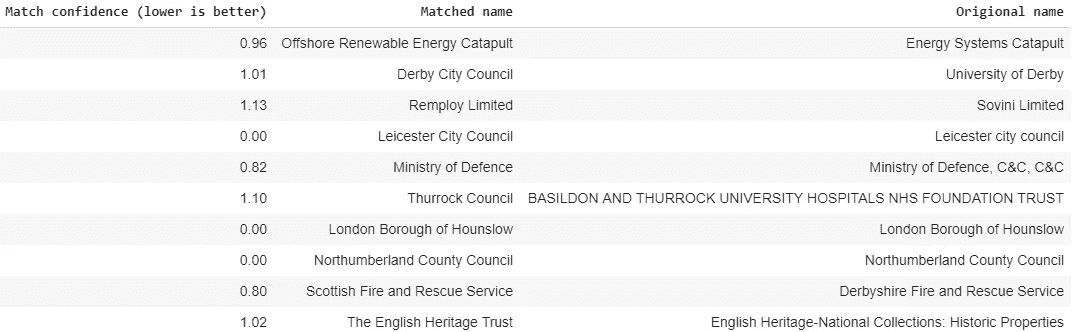 Match confidence (lower is better) Matched name Origional name
0.96 Offshore Renewable Energy Catapult Energy Systems Catapult
1.01 Derby City Council University of Derby
1.13 Remploy Limited Sovini Limited
0.00 Leicester City Council Leicester city council
0.82 Ministry of Defence Ministry of Defence, C&C, C&C
1.10 Thurrock Council BASILDON AND THURROCK UNIVERSITY HOSPITALS NHS FOUNDATION TRUST
0.00 London Borough of Hounslow London Borough of Hounslow
0.00 Northumberland County Council Northumberland County Council
0.80 Scottish Fire and Rescue Service Derbyshire Fire and Rescue Service
1.02 The English Heritage Trust English Heritage-National Collections: Historic Properties